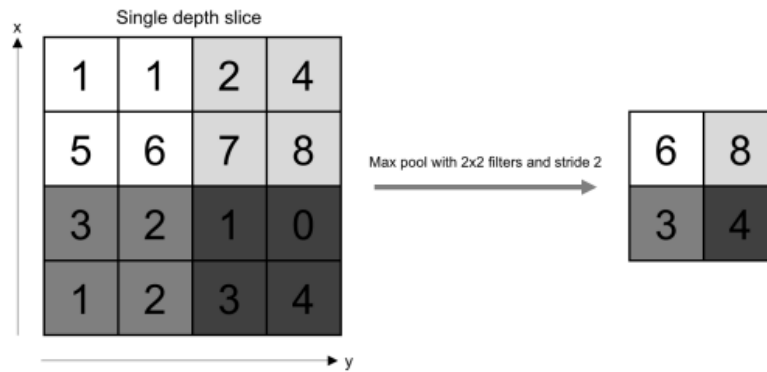 Single depth slice
x
1 1 2 4
5 6 7 8
3 2 1 0
1 2 3 4
y
Max pool with 2x2 filters and stride 2
6 8
3 4